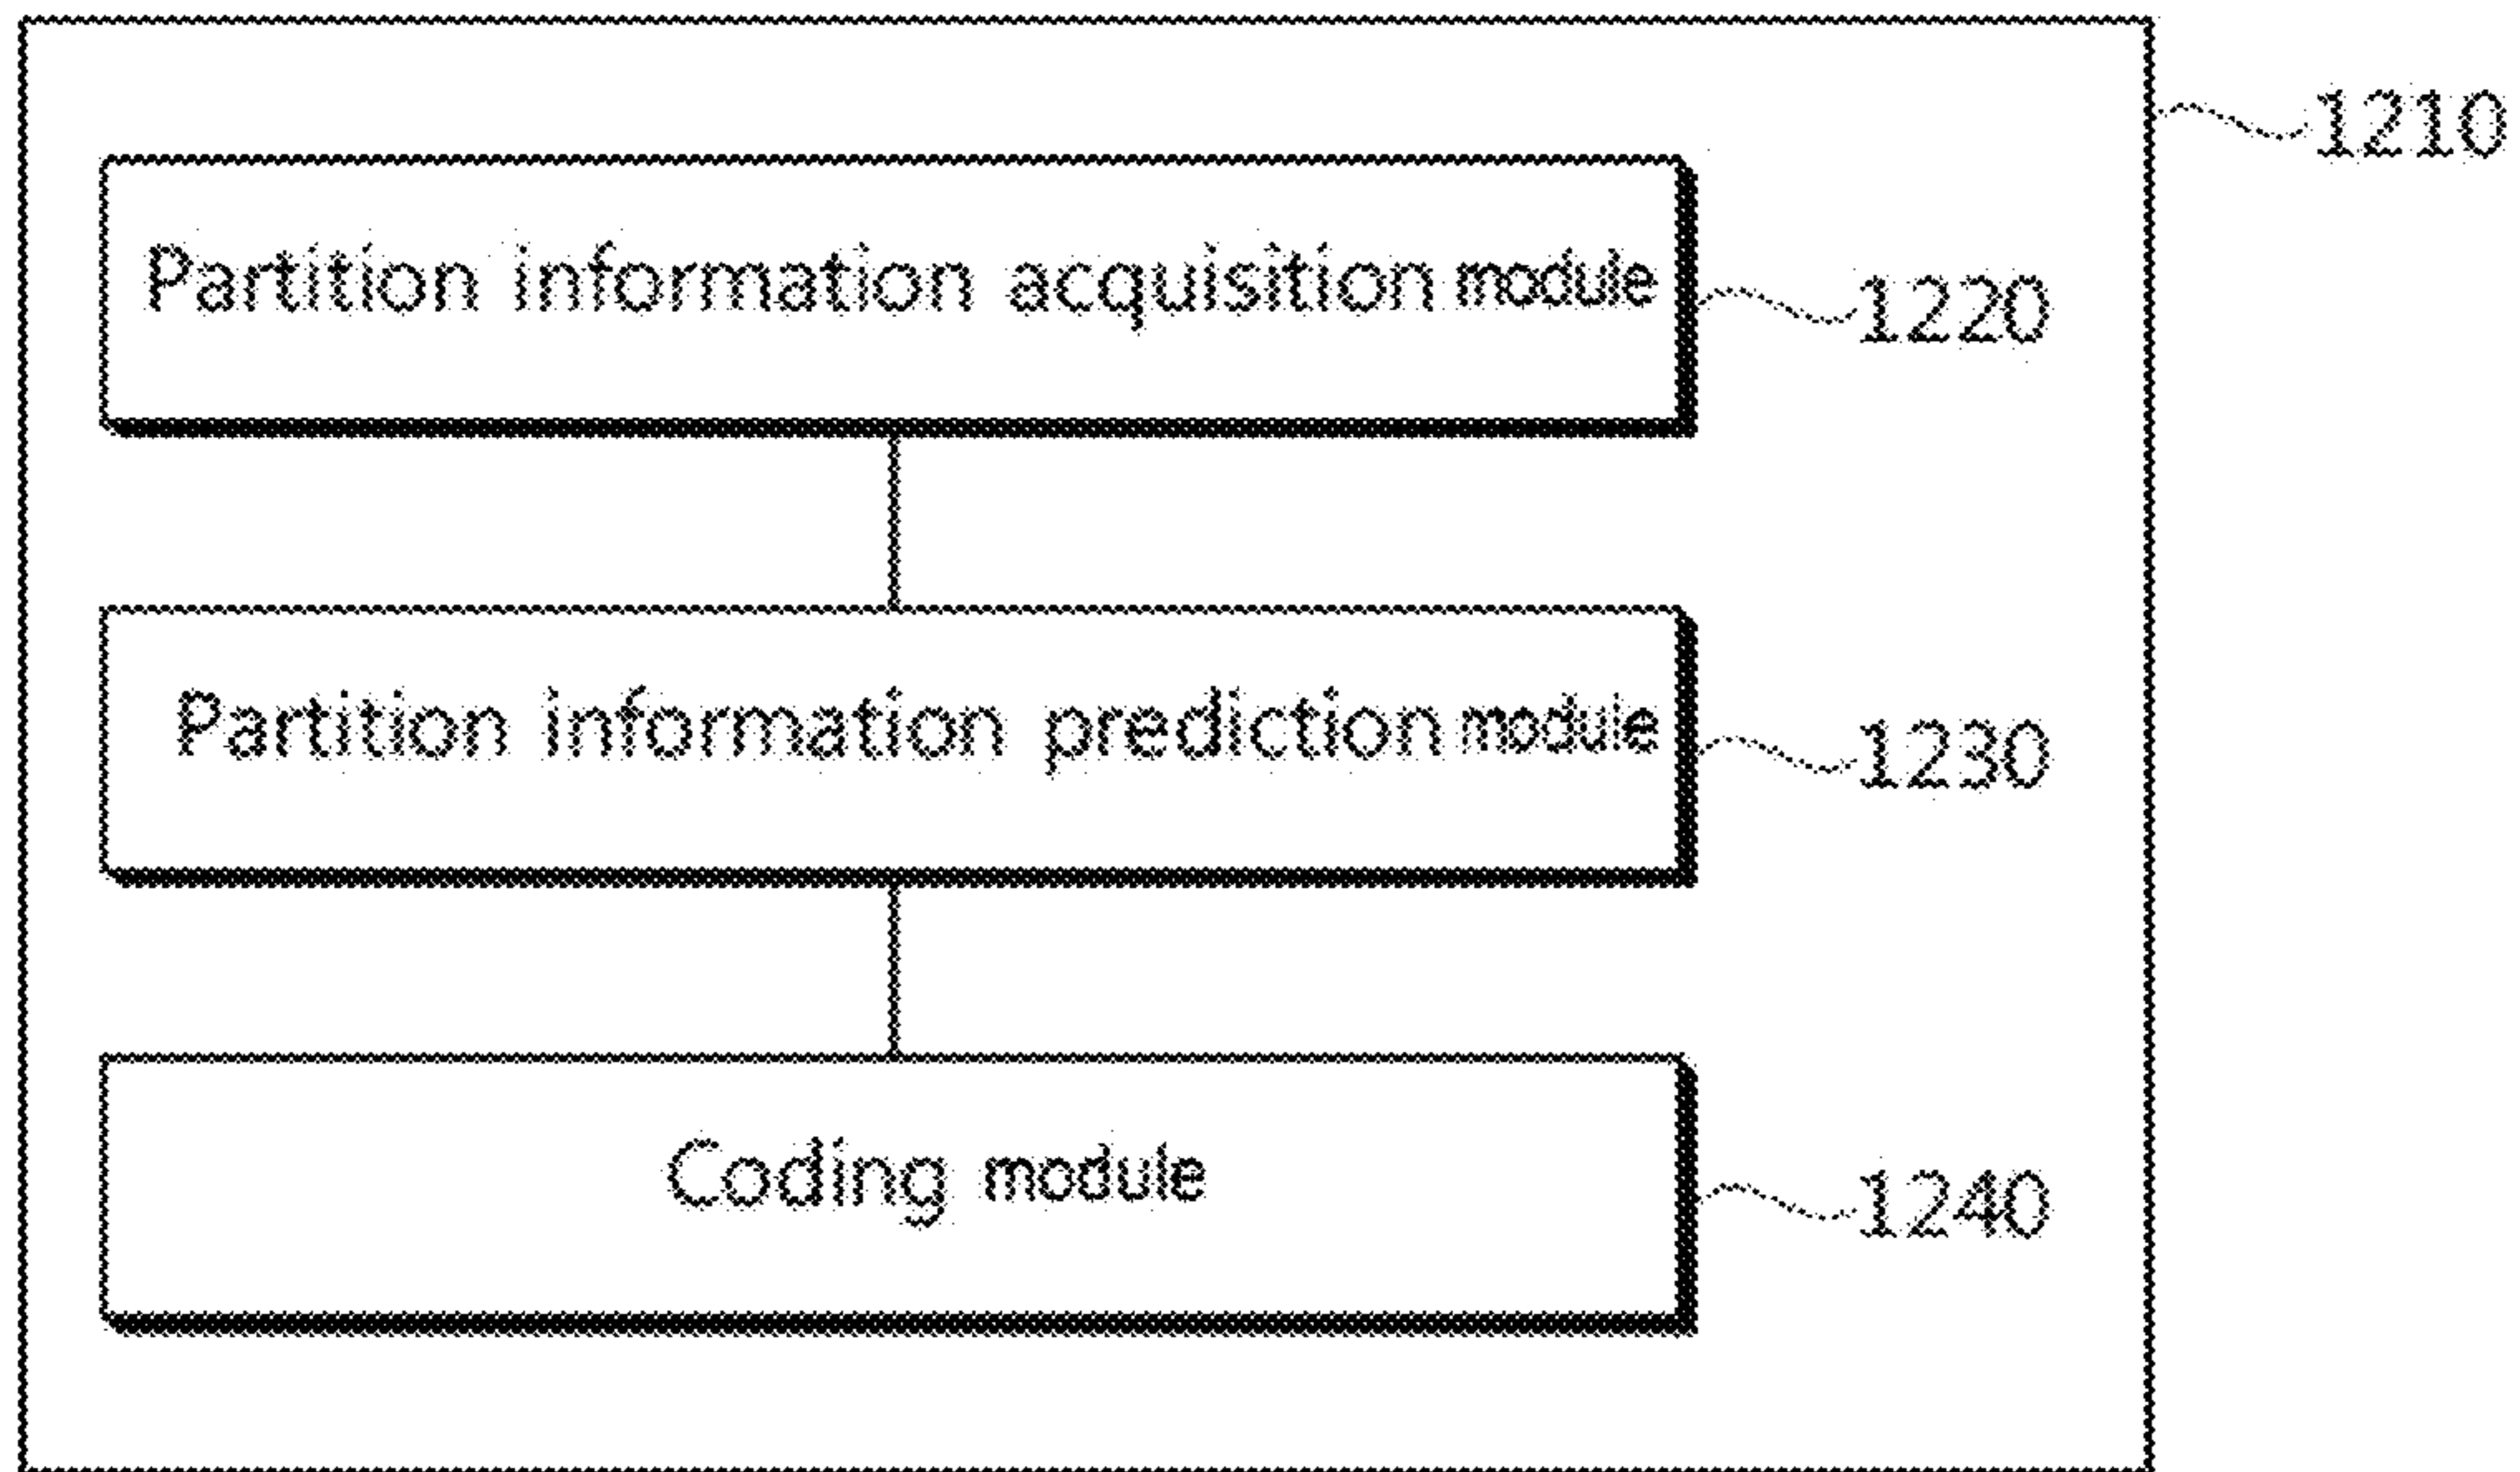 1210
Partition information acquisition module
1220
Partition information prediction module
1230
Coding module
1240